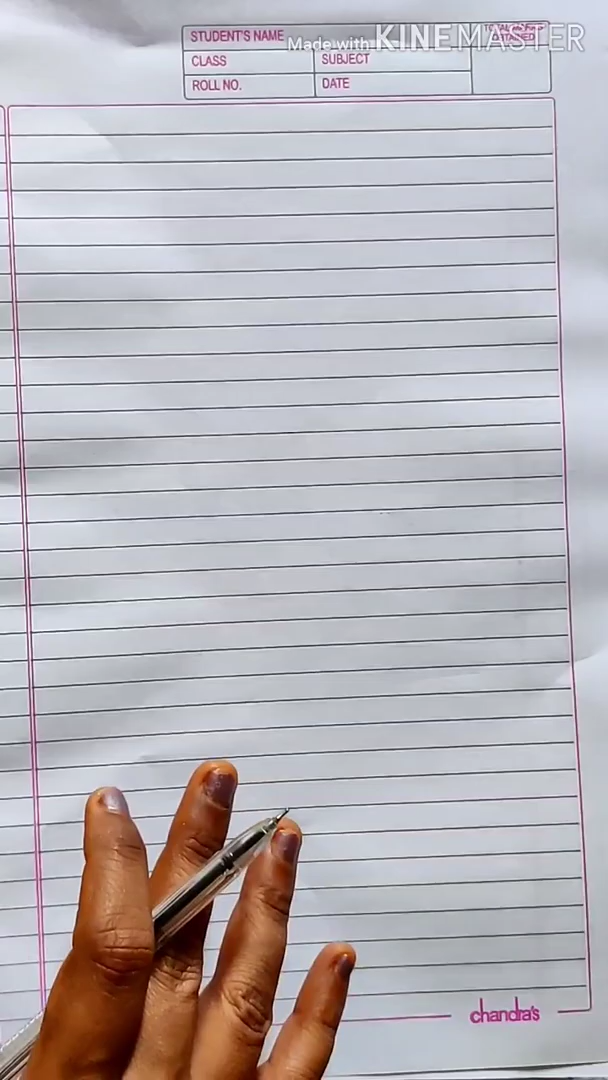 STUDENT'S NAME
Made with KINEMASTER
CLASS
SUBJECT
ROLL NO.
DATE
chandra's